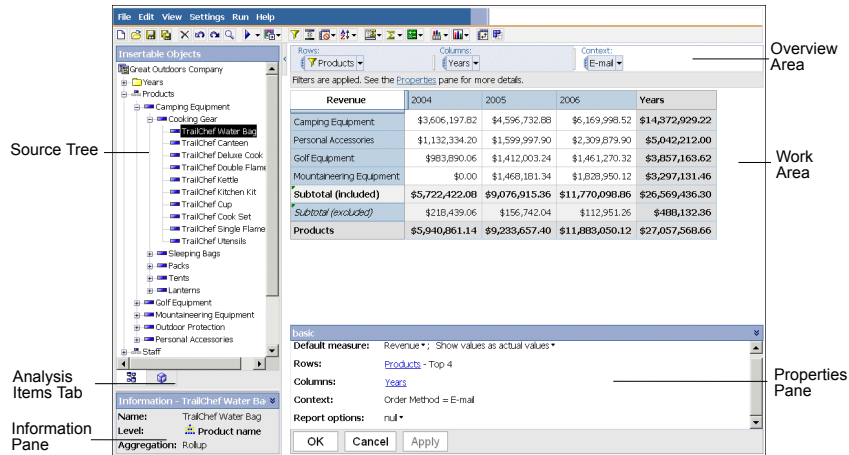 File Edit View Settings Run Help
Insertable Objects
Great Outdoors Company
Years
Products
Camping Equipment
Cooking Gear
TrailChef Water Bag
TrailChef Canteen
TrailChef Deluxe Cook
TrailChef Double Flame
TrailChef Kettle
TrailChef Kitchen Kit
TrailChef Cup
TrailChef Cook Set
TrailChef Single Flame
TrailChef Utensils
Sleeping Bags
Packs
Tents
Lanterns
Golf Equipment
Mountaineering Equipment
Outdoor Protection
Personal Accessories
Staff
Information - TrailChef Water Ba
Name: TrailChef Water Bag
Level: Product name
Aggregation: Rollup
Source Tree
Analysis
Items Tab
Information
Pane
Rows: Columns: Context:
Products Years E-mail
Filters are applied. See the Properties pane for more details.
Revenue 2004 2005 2006 Years
Camping Equipment $3,606,197.82 $4,596,732.88 $6,169,998.52 $14,372,929.22
Personal Accessories $1,132,334.20 $1,599,997.90 $2,309,879.90 $5,042,212.00
Golf Equipment $983,890.06 $1,412,003.24 $1,461,270.32 $3,857,163.62
Mountaineering Equipment $0.00 $1,468,181.34 $1,828,950.12 $3,297,131.46
Subtotal (included) $5,722,422.08 $9,076,915.36 $11,770,098.86 $26,569,436.30
Subtotal (excluded) $218,439.06 $156,742.04 $112,951.26 $488,132.36
Products $5,940,861.14 $9,233,657.40 $11,883,050.12 $27,057,568.66
basic
Default measure: Revenue ; Show values as actual values
Rows: Products - Top 4
Columns: Years
Context: Order Method = E-mail
Report options: null
OK Cancel Apply
Overview
Area
Work
Area
Properties
Pane